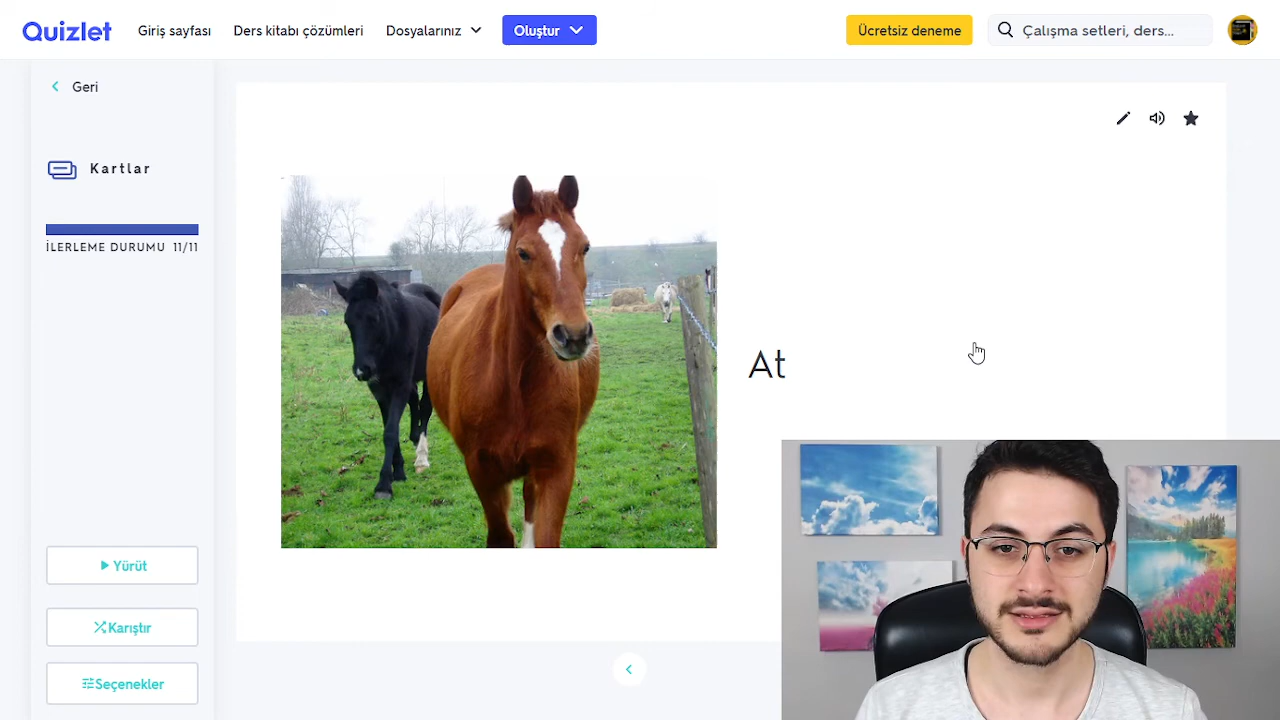 Quizlet
Giriş sayfası
Ders kitabı çözümleri
Dosyalarınız
Oluştur
Ücretsiz deneme
Çalışma setleri, ders...
Geri
Kartlar
İLERLEME DURUMU 11/11
At
Yürüt
Karıştır
Seçenekler